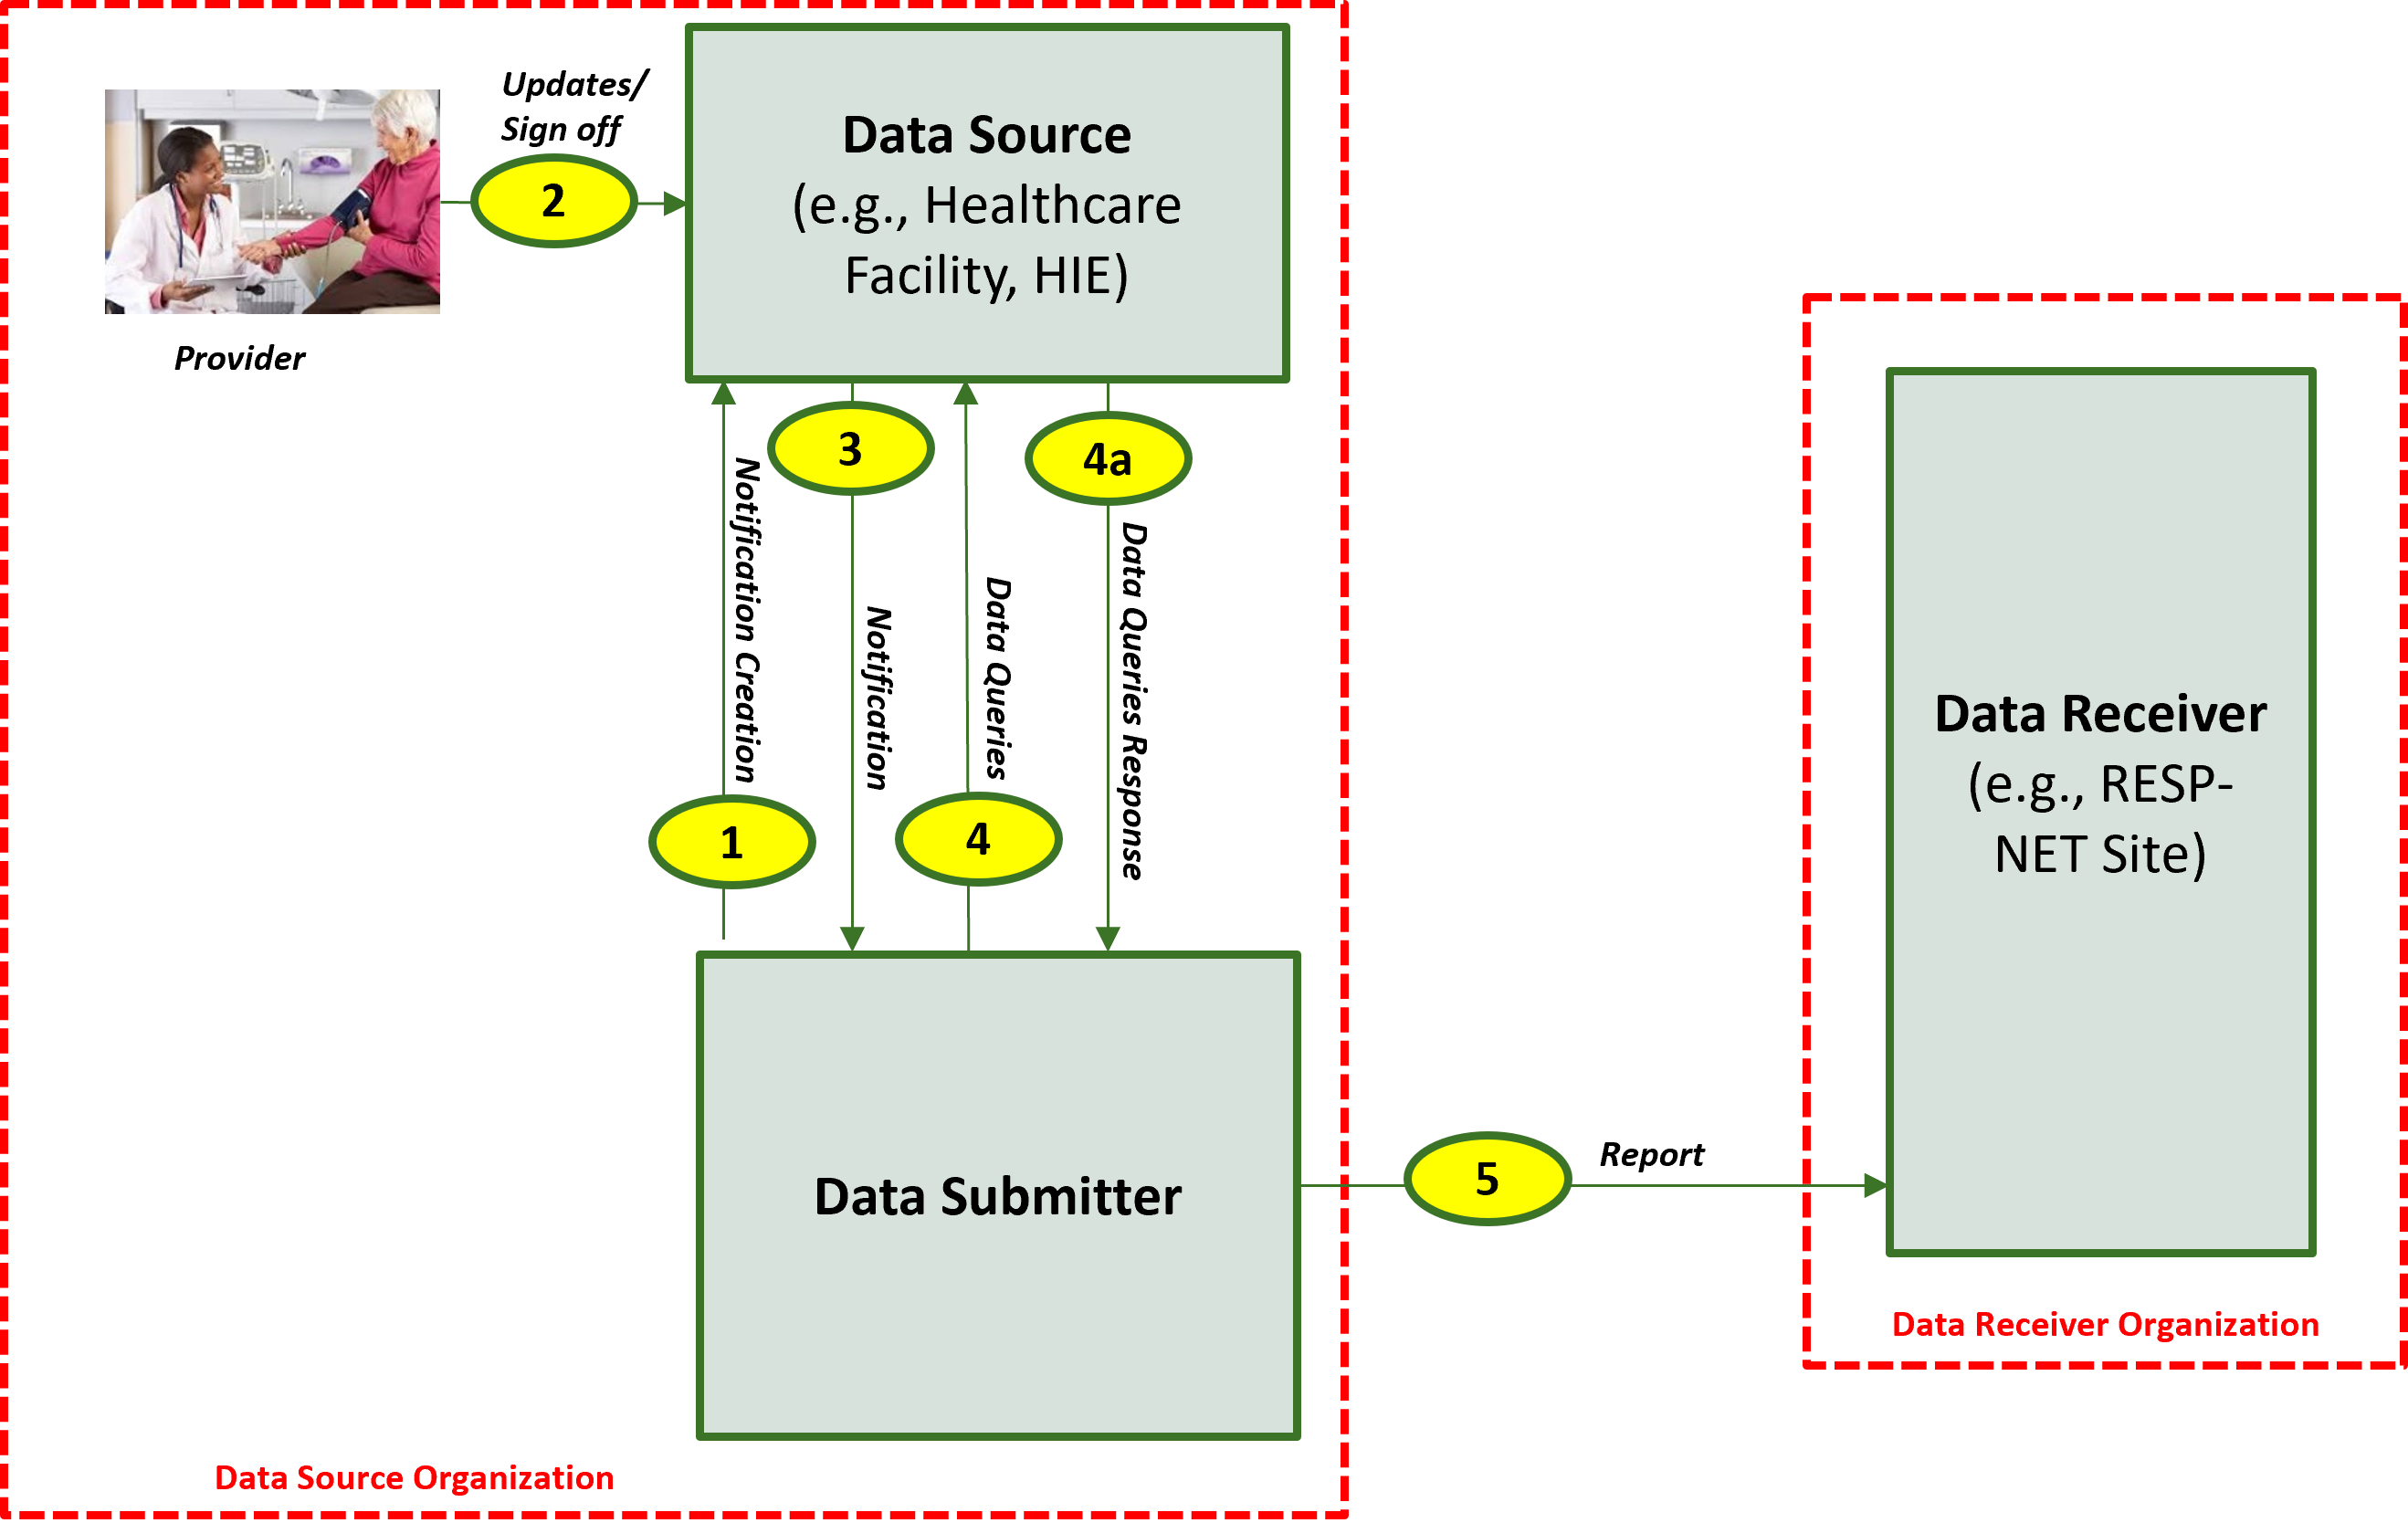 Updates/
Sign off
2
Provider
Data Source
(e.g., Healthcare
Facility, HIE)
3
4a
Notification Creation
Notification
Data Queries
Data Queries Response
1
4
Data Submitter
5
Report
Data Receiver
(e.g., RESP-
NET Site)
Data Receiver Organization
Data Source Organization